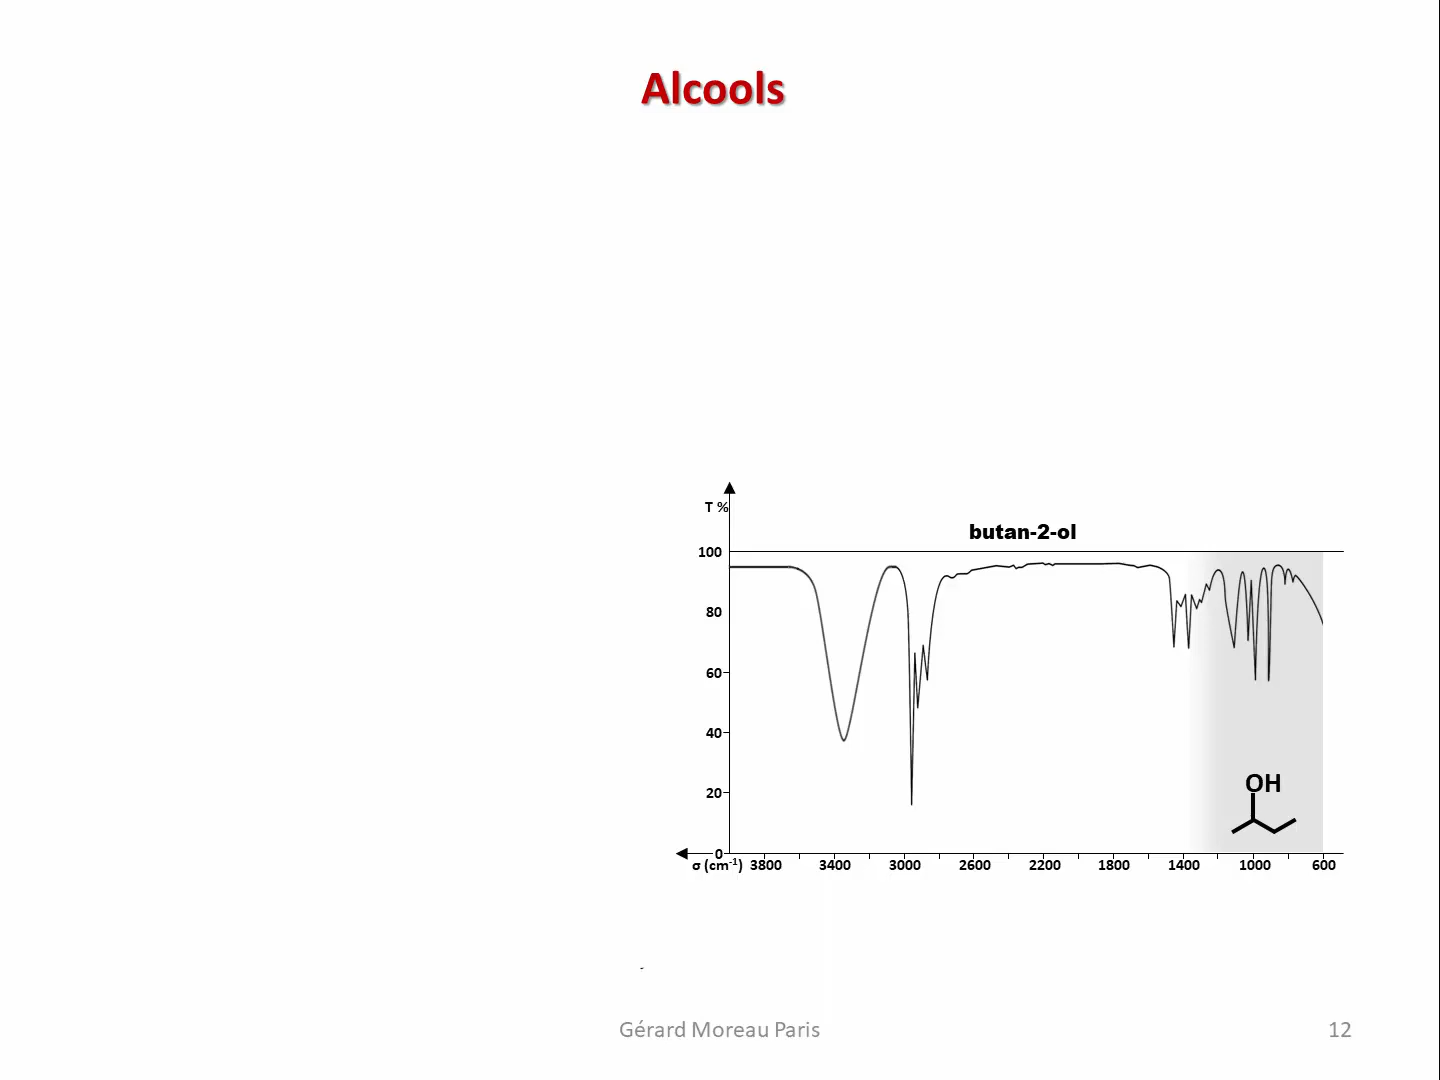 Alcools
T %
butan-2-ol
100
80
60
40
20
0
OH
σ (cm-1) 3800 3400 3000 2600 2200 1800 1400 1000 600
Gérard Moreau Paris
12